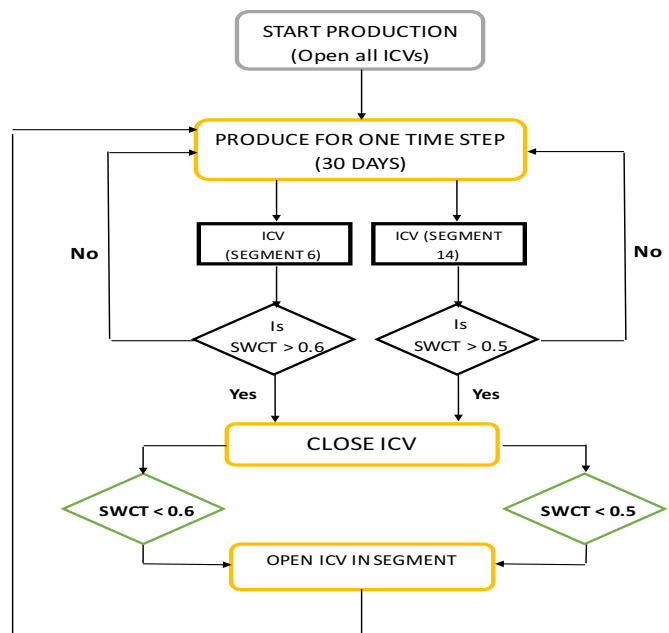 START PRODUCTION
(Open all ICVs)
PRODUCE FOR ONE TIME STEP
(30 DAYS)
ICV
(SEGMENT 6)
ICV (SEGMENT
14)
No
No
Is
SWCT > 0.6
Is
SWCT > 0.5
Yes
Yes
CLOSE ICV
SWCT < 0.6
SWCT < 0.5
OPEN ICV IN SEGMENT